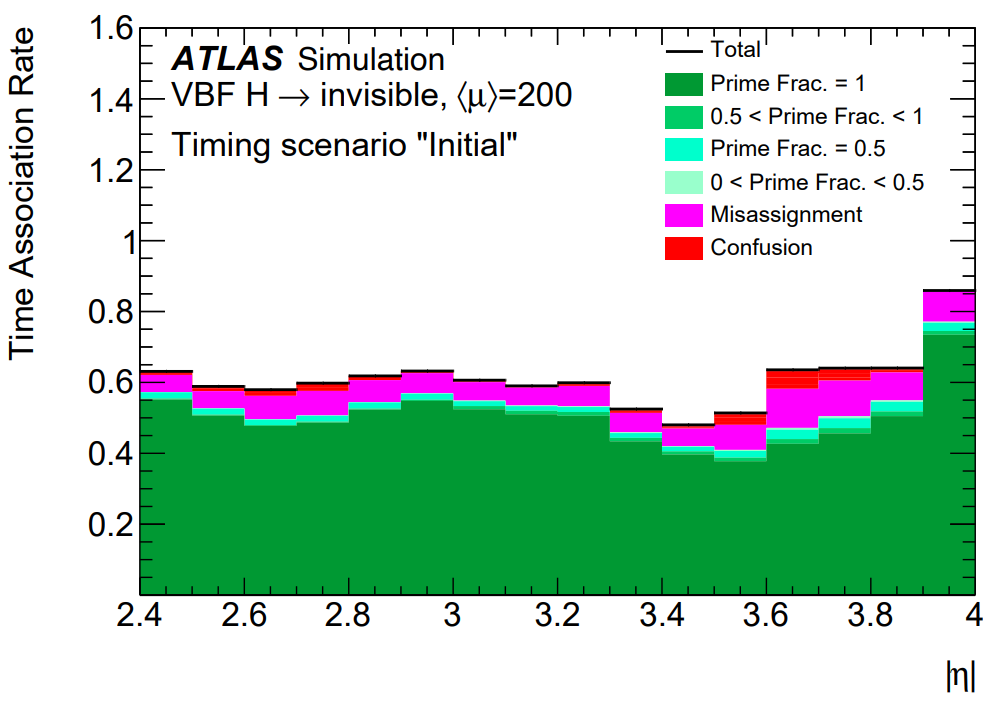 Time Association Rate
1.6
1.4
1.2
1
0.8
0.6
0.4
0.2
ATLAS Simulation
VBF H → invisible, ⟨μ⟩=200
Timing scenario "Initial"
Total
Prime Frac. = 1
0.5 < Prime Frac. < 1
Prime Frac. = 0.5
0 < Prime Frac. < 0.5
Misassignment
Confusion
2.4 2.6 2.8 3 3.2 3.4 3.6 3.8 4
|η|